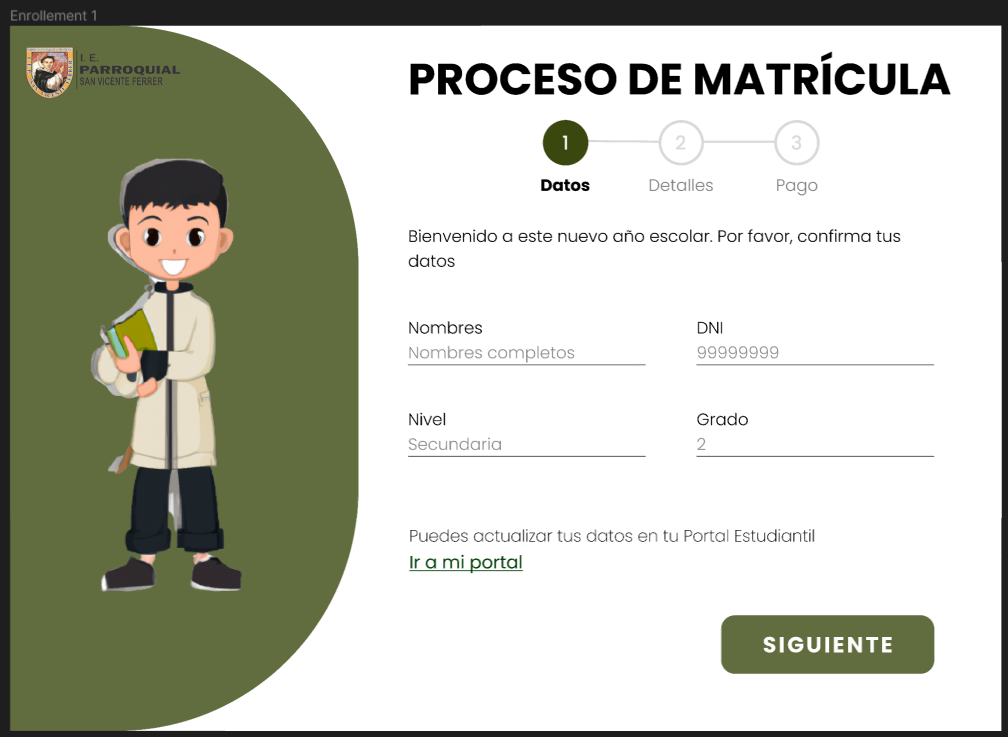 Enrollement 1
I. E.
PARROQUIAL
SAN VICENTE FERRER
PROCESO DE MATRÍCULA
1 2 3
Datos Detalles Pago
Bienvenido a este nuevo año escolar. Por favor, confirma tus
datos
Nombres DNI
Nombres completos 99999999
Nivel Grado
Secundaria 2
Puedes actualizar tus datos en tu Portal Estudiantil
Ir a mi portal
SIGUIENTE